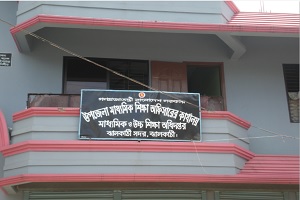 গণপ্রজাতন্ত্রী বাংলাদেশ সরকার
উপজেলা মাধ্যমিক শিক্ষা অফিসারের কার্যালয়
মাধ্যমিক ও উচ্চ শিক্ষা অধিদপ্তর
ঝালকাঠী সদর, ঝালকাঠী।